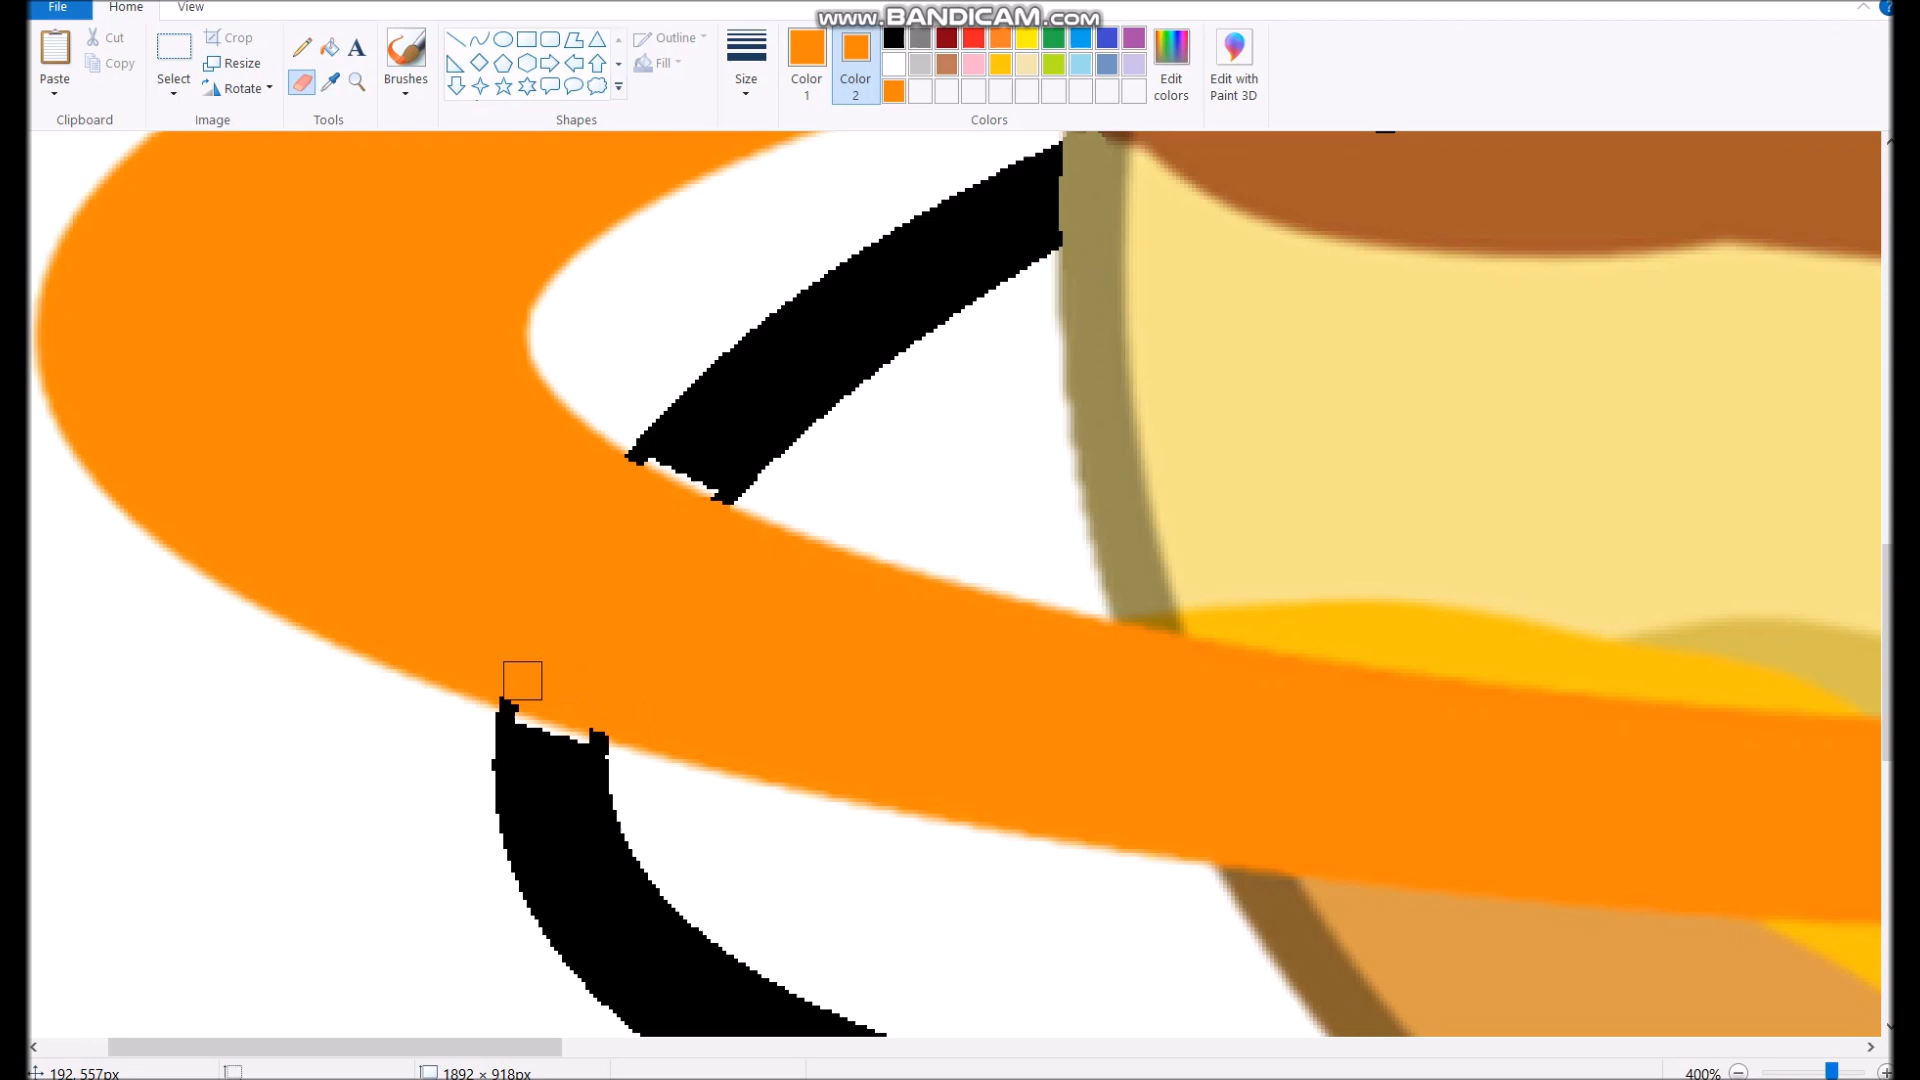 File Home View
www.BANDICAM.com
Paste
Cut
Copy
Clipboard
Select
Crop
Resize
Rotate
Image
A
Tools
Brushes
Outline
Fill
Shapes
Size
Color
1
Color
2
Colors
Edit
colors
Edit with
Paint 3D
192, 557px
1892 × 918px
400%